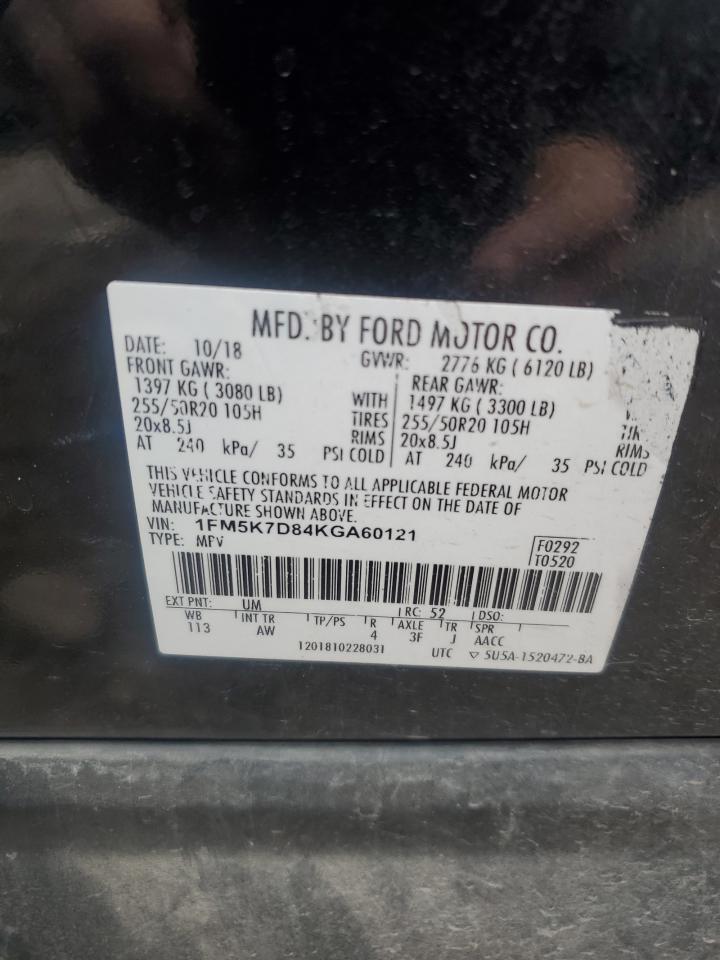 MFD. BY FORD MOTOR CO.
DATE: 10/18 GVWR: 2776 KG ( 6120 LB)
FRONT GAWR: REAR GAWR:
1397 KG ( 3080 LB) WITH 1497 KG ( 3300 LB)
255/50R20 105H TIRES 255/50R20 105H
20x8.5J RIMS 20x8.5J RIMS
AT 240 kPa/ 35 PSI COLD AT 240 kPa/ 35 PSI COLD
THIS VEHICLE CONFORMS TO ALL APPLICABLE FEDERAL MOTOR
VEHICLE SAFETY STANDARDS IN EFFECT ON THE DATE OF
MANUFACTURE SHOWN ABOVE.
VIN: 1FM5K7D84KGA60121
TYPE: MPV
F0292
T0520
EXT PNT: UM RC: 52 DSO:
WB INT TR TP/PS R AXLE TR SPR
113 AW 4 3F J AACC
1201810228031 UTC ▽ 5U5A-1520472-BA